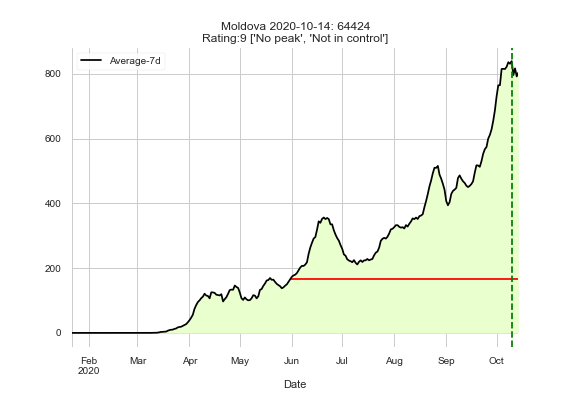 Moldova 2020-10-14: 64424
Rating:9 ['No peak', 'Not in control']
Average-7d
800
600
400
200
0
Feb Mar Apr May Jun Jul Aug Sep Oct
2020
Date